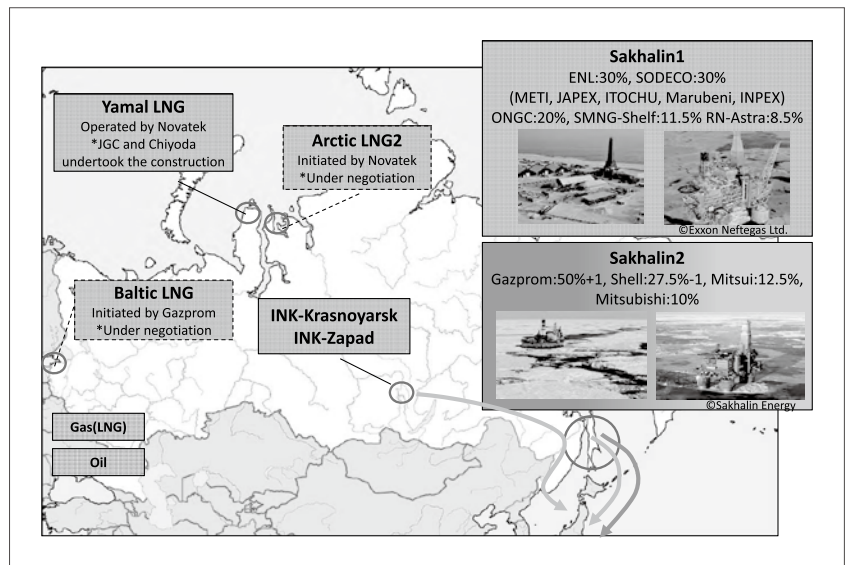 Sakhalin1
ENL:30%, SODECO:30%
(METI, JAPEX, ITOCHU, Marubeni, INPEX)
ONGC:20%, SMNG-Shelf:11.5% RN-Astra:8.5%
©Exxon Neftegas Ltd.
Yamal LNG
Operated by Novatek
*JGC and Chiyoda
undertook the construction
Arctic LNG2
Initiated by Novatek
*Under negotiation
Sakhalin2
Gazprom:50%+1, Shell:27.5%-1, Mitsui:12.5%,
Mitsubishi:10%
©Sakhalin Energy
Baltic LNG
Initiated by Gazprom
*Under negotiation
INK-Krasnoyarsk
INK-Zapad
Gas(LNG)
Oil